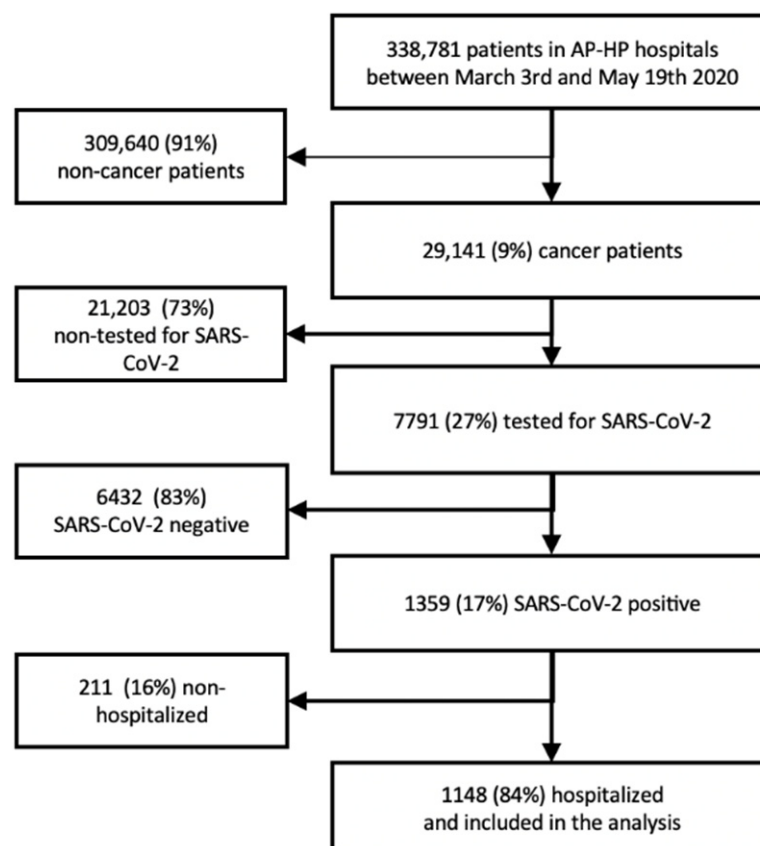 338,781 patients in AP-HP hospitals
between March 3rd and May 19th 2020
309,640 (91%)
non-cancer patients
29,141 (9%) cancer patients
21,203 (73%)
non-tested for SARS-
CoV-2
7791 (27%) tested for SARS-CoV-2
6432 (83%)
SARS-CoV-2 negative
1359 (17%) SARS-CoV-2 positive
211 (16%) non-
hospitalized
1148 (84%) hospitalized
and included in the analysis